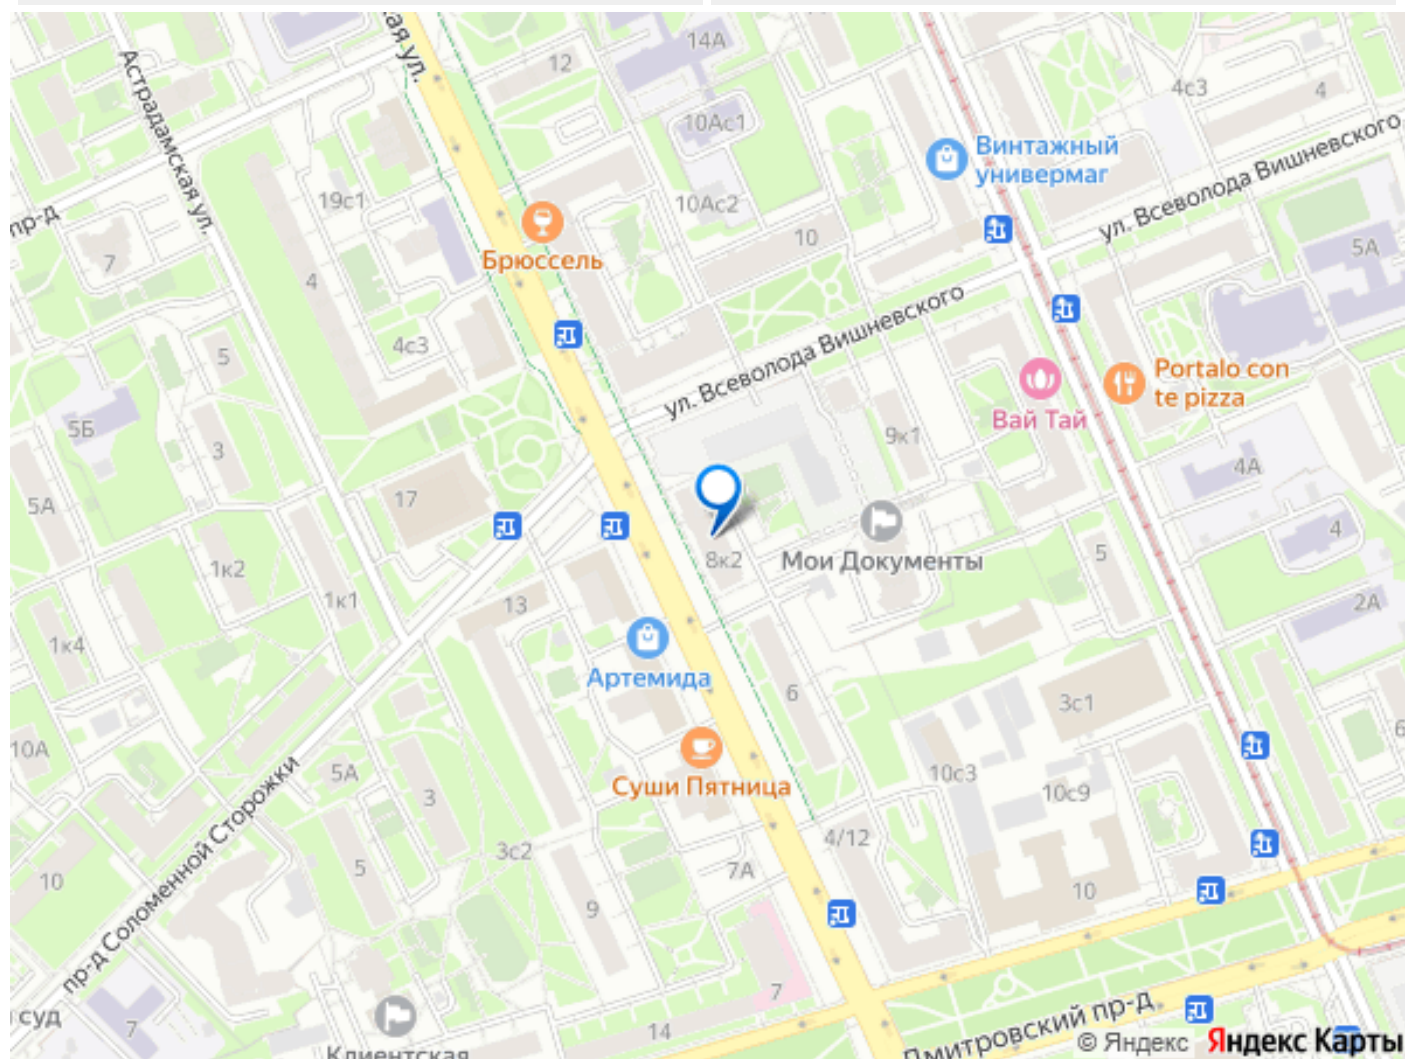 кая ул.
14А
12
4с3
4
Астрадамская ул.
10Ас1
Винтажный
универмаг
ул. Всеволода Вишневского
19с1
10Ас2
пр-д
7
10
5А
Брюссель
4
ул. Всеволода Вишневского
4с3
5
Portalo con
te pizza
Вай Тай
5Б
3
9к1
4А
5А
17
4
8к2
Мои Документы
5
1к2
1к1
13
2А
1к4
Артемида
6
3с1
10А
5А
3
Суши Пятница
10с3
10с9
6
пр-д Соломенной Сторожки
3с2
4/12
7А
10
5
9
10
7
суд
7
14
Клиентская
Дмитровский пр-д
© Яндекс Яндекс Карты